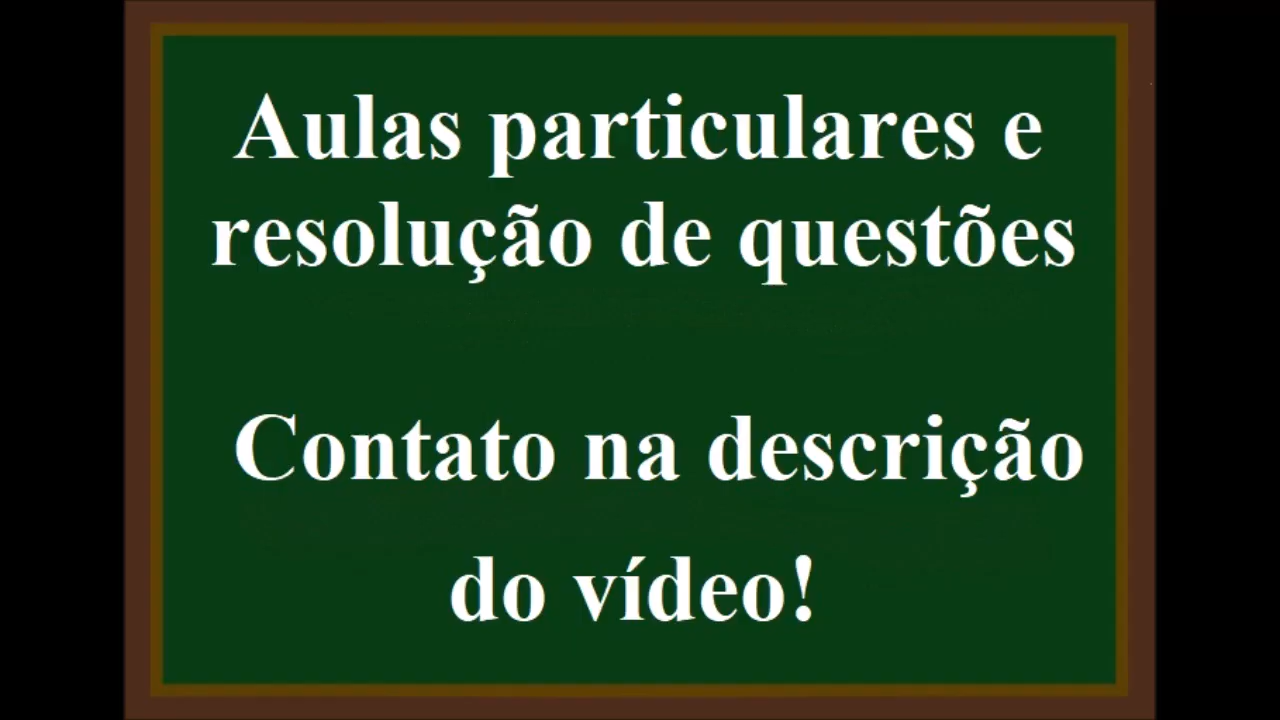 Aulas particulares e
resolução de questões
Contato na descrição
do vídeo!